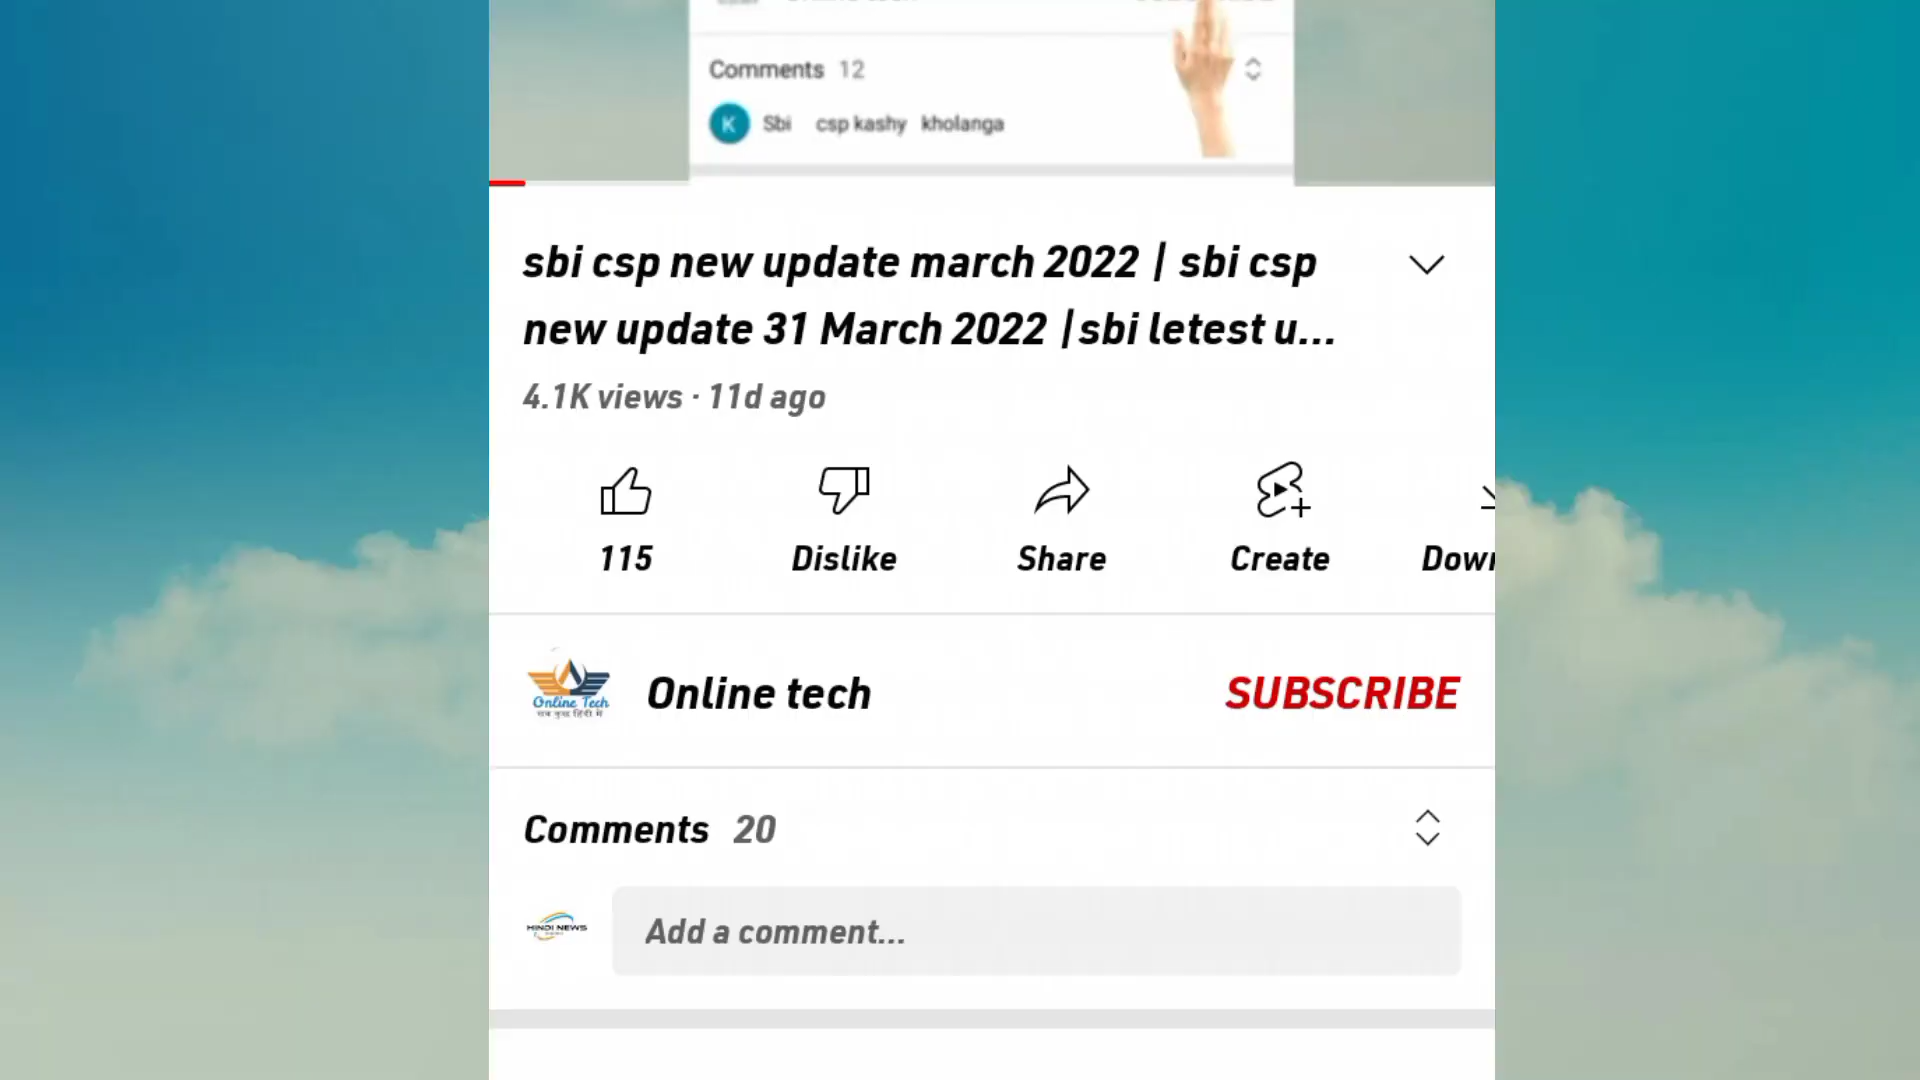 Comments 12
K Sbi csp kashy kholanga
sbi csp new update march 2022 | sbi csp
new update 31 March 2022 |sbi letest u...
4.1K views · 11d ago
115 Dislike Share Create Down
Online Tech
सब कुछ हिंदी में
Online tech SUBSCRIBE
Comments 20
HINDI NEWS
Add a comment...